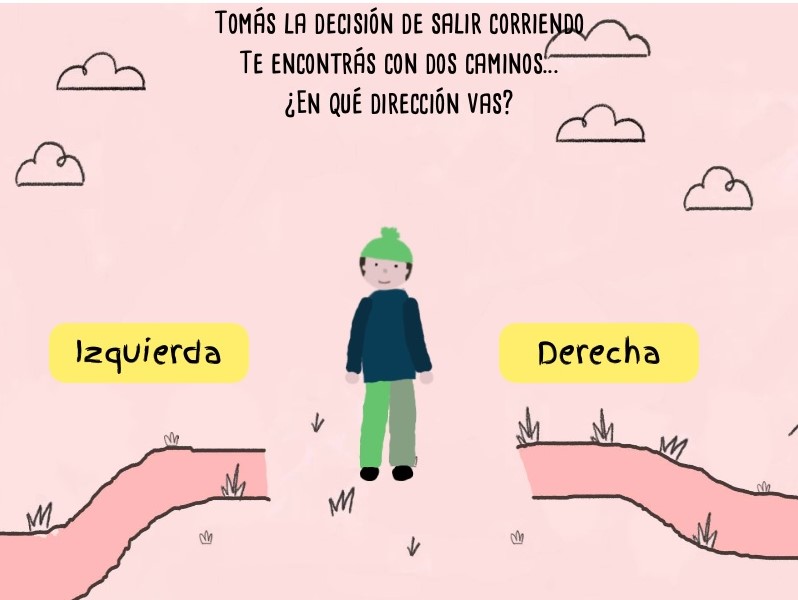 Tomás la decisión de salir corriendo
Te encontrás con dos caminos...
¿En qué dirección vas?
Izquierda
Derecha